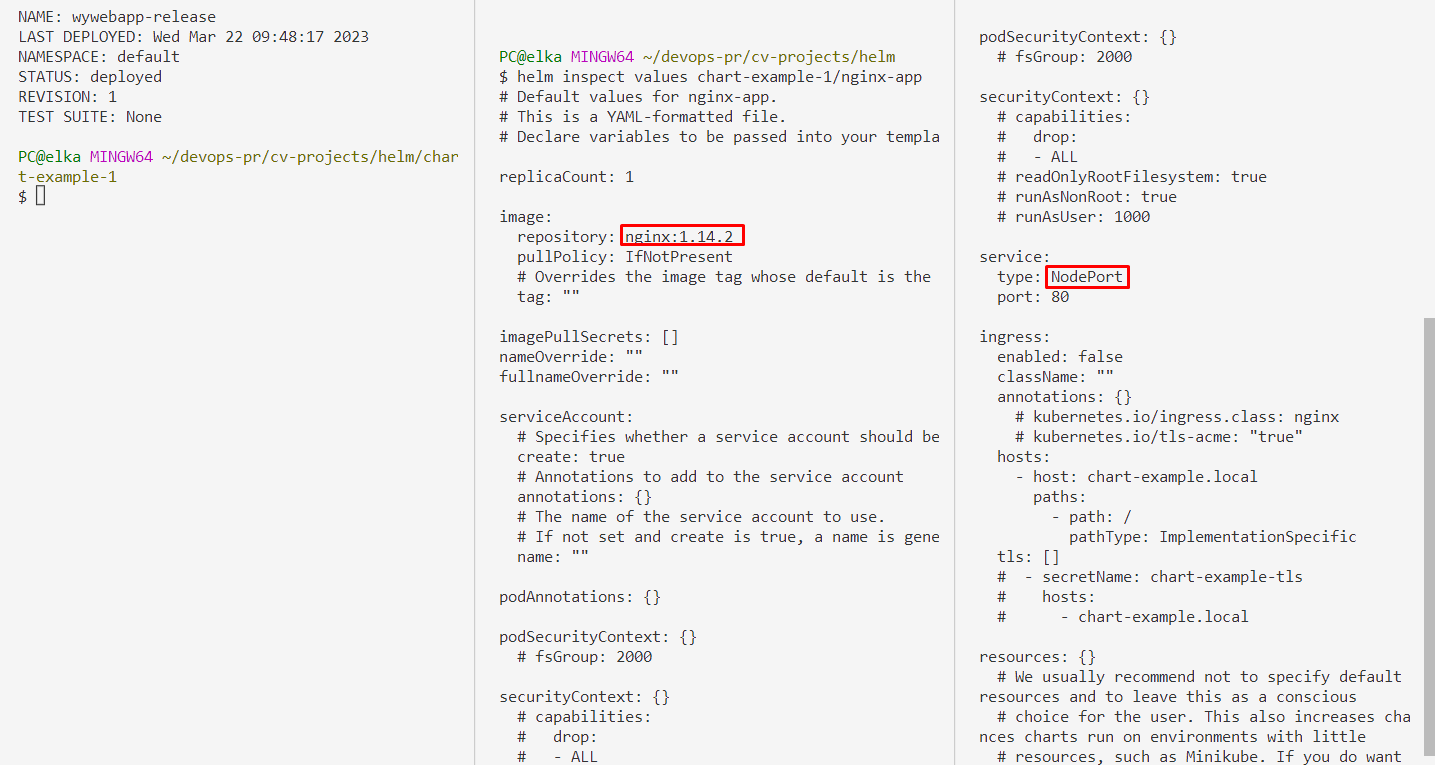 NAME: wywebapp-release
LAST DEPLOYED: Wed Mar 22 09:48:17 2023
NAMESPACE: default
STATUS: deployed
REVISION: 1
TEST SUITE: None
PC@elka MINGW64 ~/devops-pr/cv-projects/helm/char
t-example-1
$
PC@elka MINGW64 ~/devops-pr/cv-projects/helm
$ helm inspect values chart-example-1/nginx-app
# Default values for nginx-app.
# This is a YAML-formatted file.
# Declare variables to be passed into your templa
replicaCount: 1
image:
  repository: nginx:1.14.2
  pullPolicy: IfNotPresent
  # Overrides the image tag whose default is the
  tag: ""
imagePullSecrets: []
nameOverride: ""
fullnameOverride: ""
serviceAccount:
  # Specifies whether a service account should be
  create: true
  # Annotations to add to the service account
  annotations: {}
  # The name of the service account to use.
  # If not set and create is true, a name is gene
  name: ""
podAnnotations: {}
podSecurityContext: {}
  # fsGroup: 2000
securityContext: {}
  # capabilities:
  #   drop:
  #   - ALL
podSecurityContext: {}
  # fsGroup: 2000
securityContext: {}
  # capabilities:
  #   drop:
  #   - ALL
  # readOnlyRootFilesystem: true
  # runAsNonRoot: true
  # runAsUser: 1000
service:
  type: NodePort
  port: 80
ingress:
  enabled: false
  className: ""
  annotations: {}
    # kubernetes.io/ingress.class: nginx
    # kubernetes.io/tls-acme: "true"
  hosts:
    - host: chart-example.local
      paths:
        - path: /
          pathType: ImplementationSpecific
  tls: []
  #  - secretName: chart-example-tls
  #    hosts:
  #      - chart-example.local
resources: {}
  # We usually recommend not to specify default
resources and to leave this as a conscious
  # choice for the user. This also increases cha
nces charts run on environments with little
  # resources, such as Minikube. If you do want